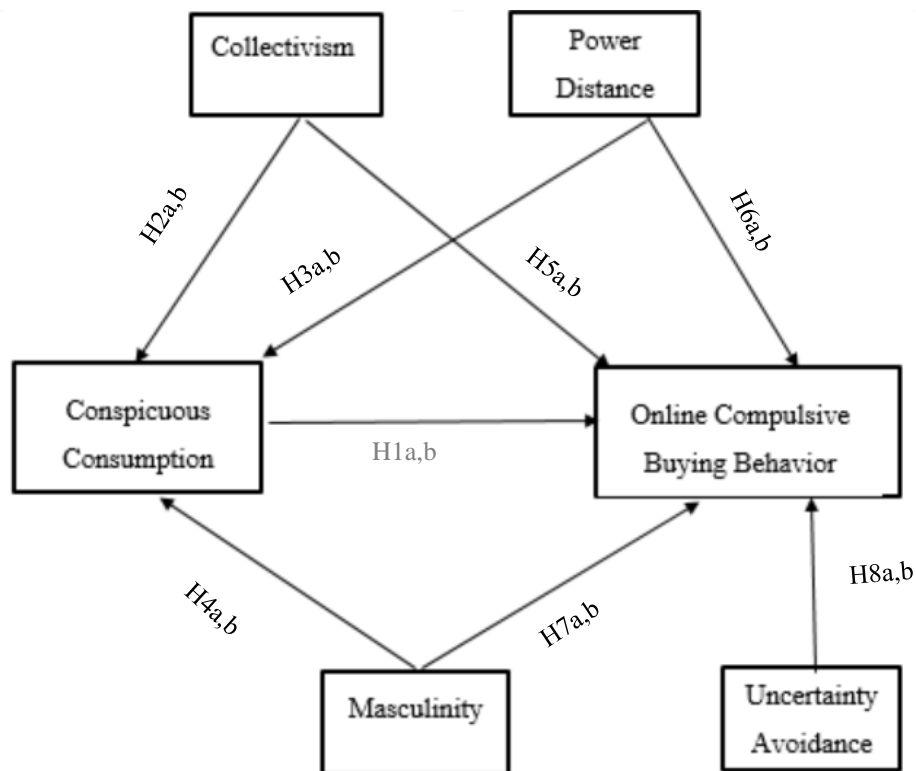 Collectivism
Power
Distance
H2a,b
H3a,b
H5a,b
H6a,b
Conspicuous
Consumption
H1a,b
Online Compulsive
Buying Behavior
H4a,b
H7a,b
H8a,b
Masculinity
Uncertainty
Avoidance